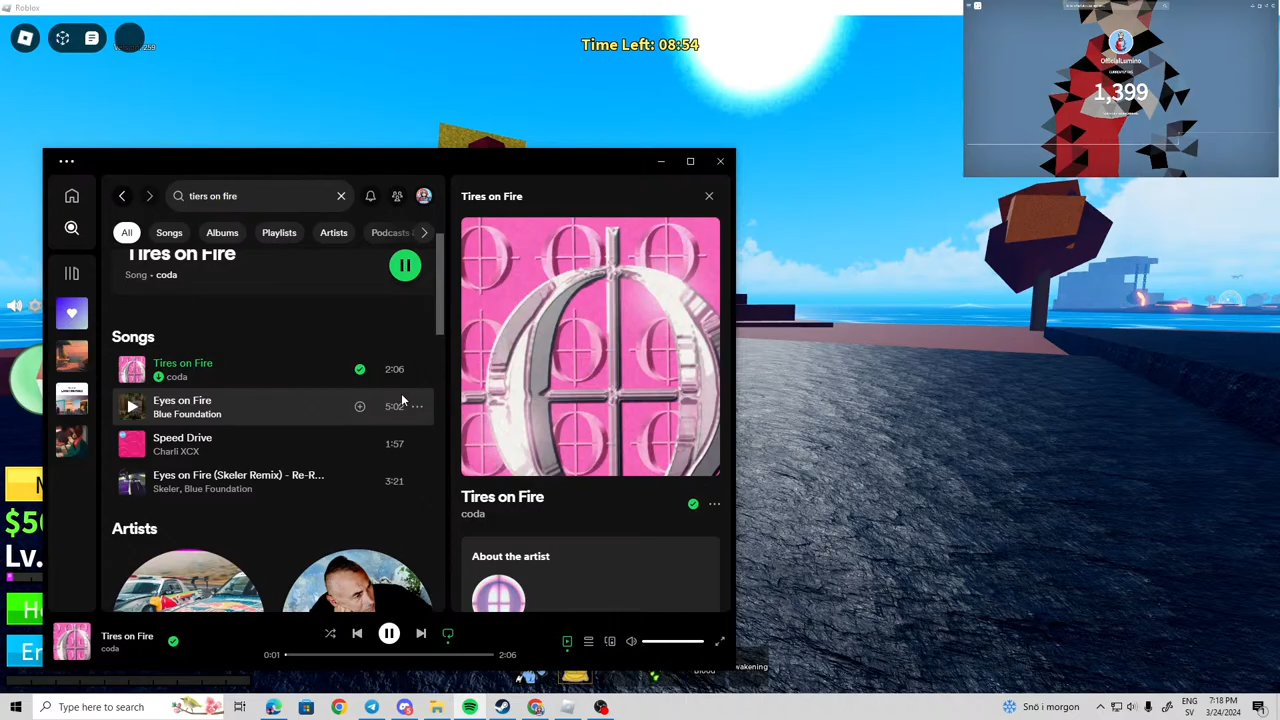 Roblox
Time Left: 08:54
OfficialLumino
1,399
tiers on fire
All
Songs
Albums
Playlists
Artists
Podcasts
Tires on Fire
Song • coda
Songs
Tires on Fire
coda
2:06
Eyes on Fire
Blue Foundation
5:02
Speed Drive
Charli XCX
1:57
Eyes on Fire (Skeler Remix) - Re-R...
Skeler, Blue Foundation
3:21
Artists
Tires on Fire
Tires on Fire
coda
About the artist
Tires on Fire
coda
0:01
2:06
Lv.
Type here to search
Snö i morgon
ENG
SV
7:18 PM
3/24/2024